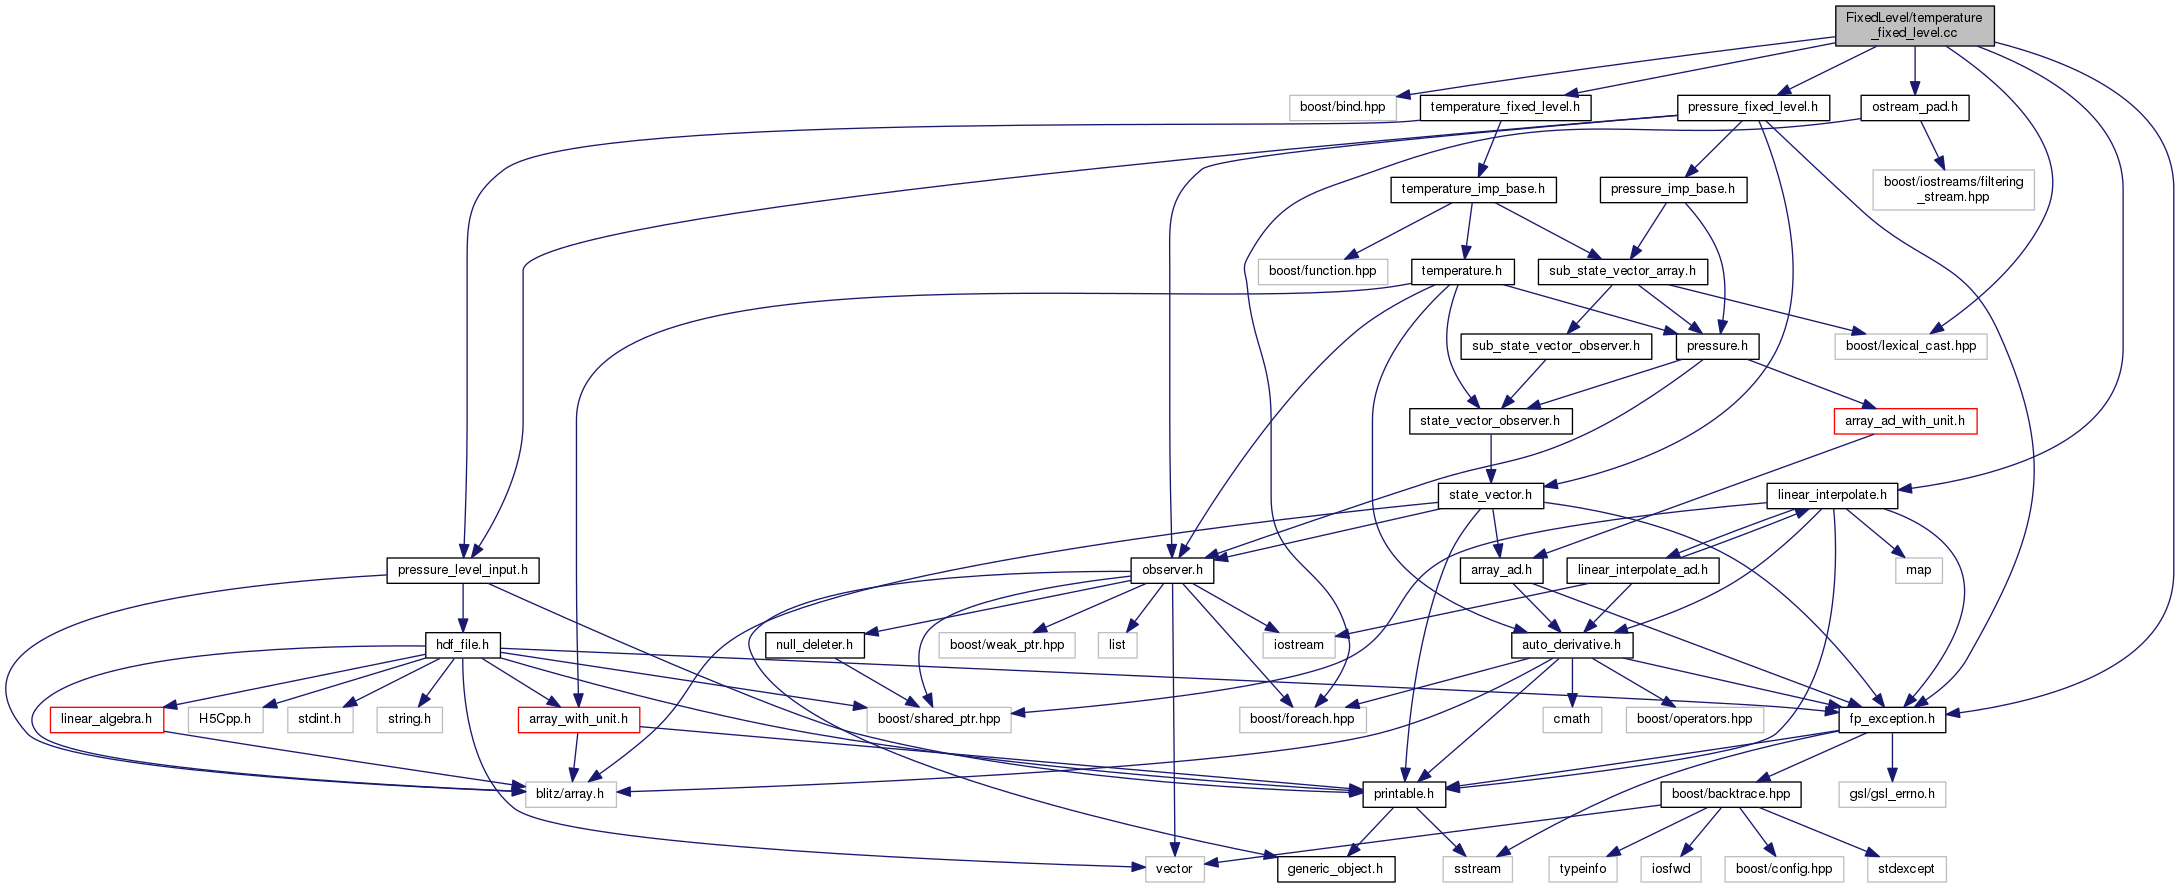 FixedLevel/temperature
_fixed_level.cc
boost/bind.hpp
temperature_fixed_level.h
pressure_fixed_level.h
ostream_pad.h
temperature_imp_base.h
pressure_imp_base.h
boost/iostreams/filtering
_stream.hpp
boost/function.hpp
temperature.h
sub_state_vector_array.h
sub_state_vector_observer.h
pressure.h
boost/lexical_cast.hpp
state_vector_observer.h
array_ad_with_unit.h
state_vector.h
linear_interpolate.h
pressure_level_input.h
observer.h
array_ad.h
linear_interpolate_ad.h
map
hdf_file.h
null_deleter.h
boost/weak_ptr.hpp
list
iostream
auto_derivative.h
linear_algebra.h
H5Cpp.h
stdint.h
string.h
array_with_unit.h
boost/shared_ptr.hpp
boost/foreach.hpp
cmath
boost/operators.hpp
fp_exception.h
blitz/array.h
printable.h
boost/backtrace.hpp
gsl/gsl_errno.h
vector
generic_object.h
sstream
typeinfo
iosfwd
boost/config.hpp
stdexcept